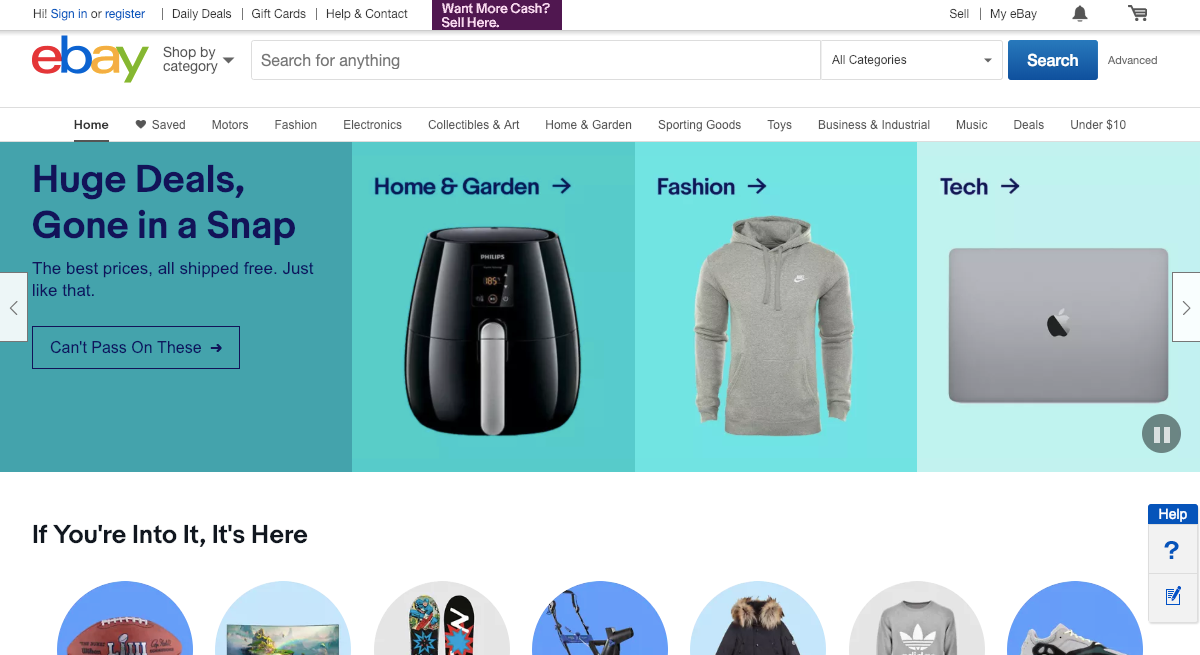 Hi! Sign in or register
Daily Deals
Gift Cards
Help & Contact
Want More Cash?
Sell Here.
Sell
My eBay
ebay
Shop by
category
Search for anything
All Categories
Search
Advanced
Home
Saved
Motors
Fashion
Electronics
Collectibles & Art
Home & Garden
Sporting Goods
Toys
Business & Industrial
Music
Deals
Under $10
Huge Deals,
Gone in a Snap
The best prices, all shipped free. Just
like that.
Can't Pass On These
Home & Garden
PHILIPS
185°
Fashion
Tech
If You're Into It, It's Here
Help
?
LIII
adidas